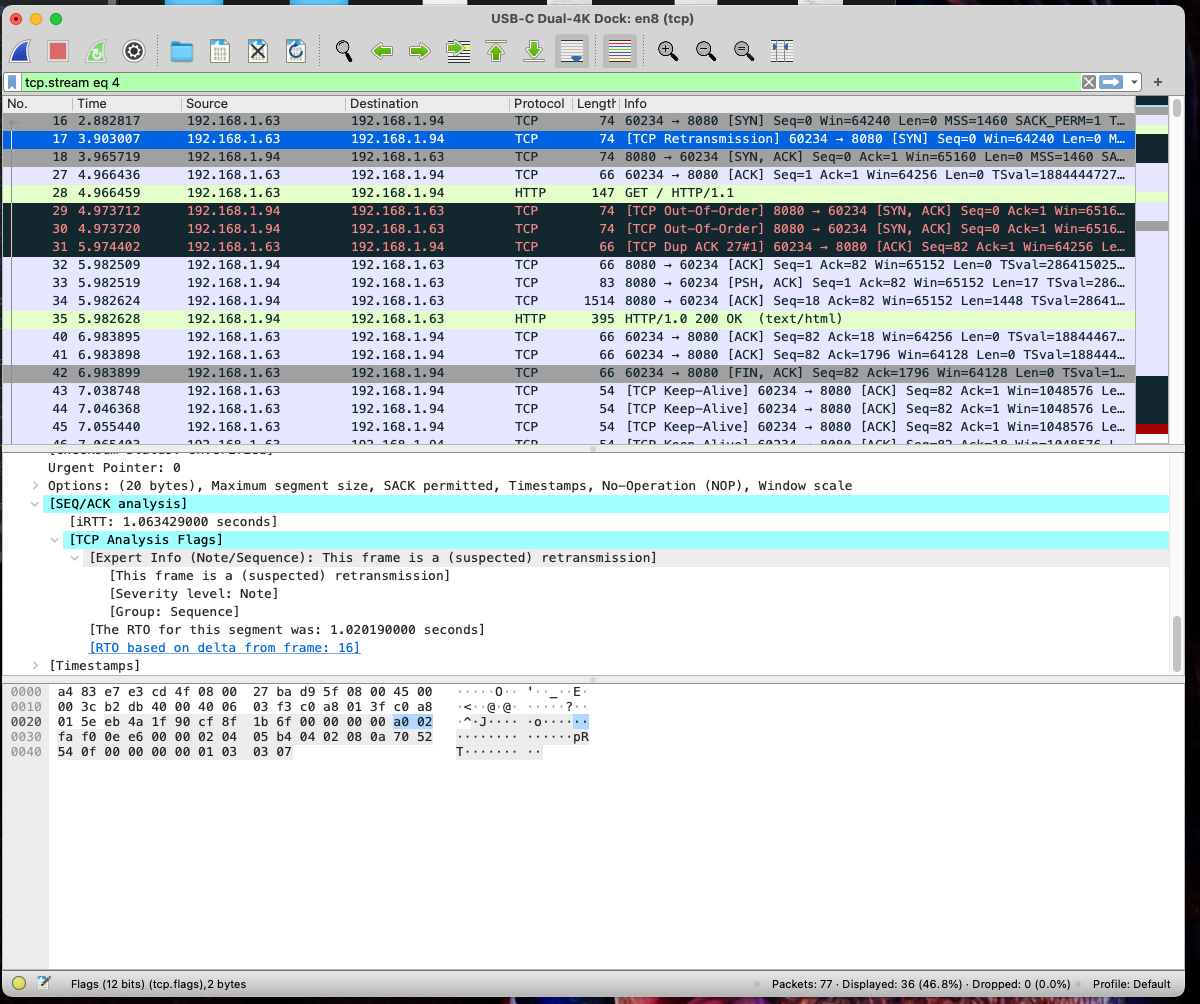 USB-C Dual-4K Dock: en8 (tcp)
tcp.stream eq 4
No. Time Source Destination Protocol Length Info
16 2.882817 192.168.1.63 192.168.1.94 TCP 74 60234 → 8080 [SYN] Seq=0 Win=64240 Len=0 MSS=1460 SACK_PERM=1 T…
17 3.903007 192.168.1.63 192.168.1.94 TCP 74 [TCP Retransmission] 60234 → 8080 [SYN] Seq=0 Win=64240 Len=0 M…
18 3.965719 192.168.1.94 192.168.1.63 TCP 74 8080 → 60234 [SYN, ACK] Seq=0 Ack=1 Win=65160 Len=0 MSS=1460 SA…
27 4.966436 192.168.1.63 192.168.1.94 TCP 66 60234 → 8080 [ACK] Seq=1 Ack=1 Win=64256 Len=0 TSval=1884444727…
28 4.966459 192.168.1.63 192.168.1.94 HTTP 147 GET / HTTP/1.1
29 4.973712 192.168.1.94 192.168.1.63 TCP 74 [TCP Out-Of-Order] 8080 → 60234 [SYN, ACK] Seq=0 Ack=1 Win=6516…
30 4.973720 192.168.1.94 192.168.1.63 TCP 74 [TCP Out-Of-Order] 8080 → 60234 [SYN, ACK] Seq=0 Ack=1 Win=6516…
31 5.974402 192.168.1.63 192.168.1.94 TCP 66 [TCP Dup ACK 27#1] 60234 → 8080 [ACK] Seq=82 Ack=1 Win=64256 Le…
32 5.982509 192.168.1.94 192.168.1.63 TCP 66 8080 → 60234 [ACK] Seq=1 Ack=82 Win=65152 Len=0 TSval=286415025…
33 5.982519 192.168.1.94 192.168.1.63 TCP 83 8080 → 60234 [PSH, ACK] Seq=1 Ack=82 Win=65152 Len=17 TSval=286…
34 5.982624 192.168.1.94 192.168.1.63 TCP 1514 8080 → 60234 [ACK] Seq=18 Ack=82 Win=65152 Len=1448 TSval=28641…
35 5.982628 192.168.1.94 192.168.1.63 HTTP 395 HTTP/1.0 200 OK (text/html)
40 6.983895 192.168.1.63 192.168.1.94 TCP 66 60234 → 8080 [ACK] Seq=82 Ack=18 Win=64256 Len=0 TSval=18844467…
41 6.983898 192.168.1.63 192.168.1.94 TCP 66 60234 → 8080 [ACK] Seq=82 Ack=1796 Win=64128 Len=0 TSval=188444…
42 6.983899 192.168.1.63 192.168.1.94 TCP 66 60234 → 8080 [FIN, ACK] Seq=82 Ack=1796 Win=64128 Len=0 TSval=1…
43 7.038748 192.168.1.63 192.168.1.94 TCP 54 [TCP Keep-Alive] 60234 → 8080 [ACK] Seq=82 Ack=1 Win=1048576 Le…
44 7.046368 192.168.1.63 192.168.1.94 TCP 54 [TCP Keep-Alive] 60234 → 8080 [ACK] Seq=82 Ack=1 Win=1048576 Le…
45 7.055440 192.168.1.63 192.168.1.94 TCP 54 [TCP Keep-Alive] 60234 → 8080 [ACK] Seq=82 Ack=1 Win=1048576 Le…
46 7.065403 192.168.1.63 192.168.1.94 TCP 54 [TCP Keep-Alive] 60234 → 8080 [ACK] Seq=82 Ack=18 Win=1048576 L…
[Checksum Status: Unverified]
Urgent Pointer: 0
Options: (20 bytes), Maximum segment size, SACK permitted, Timestamps, No-Operation (NOP), Window scale
[SEQ/ACK analysis]
[iRTT: 1.063429000 seconds]
[TCP Analysis Flags]
[Expert Info (Note/Sequence): This frame is a (suspected) retransmission]
[This frame is a (suspected) retransmission]
[Severity level: Note]
[Group: Sequence]
[The RTO for this segment was: 1.020190000 seconds]
[RTO based on delta from frame: 16]
[Timestamps]
0000 a4 83 e7 e3 cd 4f 08 00 27 ba d9 5f 08 00 45 00 ·····O·· '··_··E·
0010 00 3c b2 db 40 00 40 06 03 f3 c0 a8 01 3f c0 a8 ·<··@·@· ·····?··
0020 01 5e eb 4a 1f 90 cf 8f 1b 6f 00 00 00 00 a0 02 ·^·J···· ·o······
0030 fa f0 0e e6 00 00 02 04 05 b4 04 02 08 0a 70 52 ········ ······pR
0040 54 0f 00 00 00 00 01 03 03 07 T······· ··
Flags (12 bits) (tcp.flags), 2 bytes
Packets: 77 · Displayed: 36 (46.8%) · Dropped: 0 (0.0%)
Profile: Default